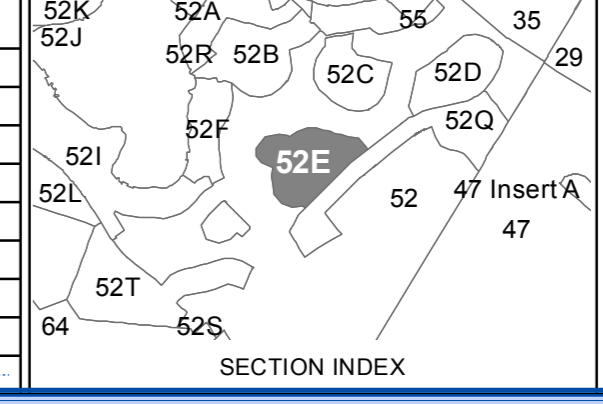 52K
52A
55
35
52J
52R
52B
29
52C
52D
52F
52Q
52I
52E
52L
52
47 Insert A
47
52T
64
52S
SECTION INDEX